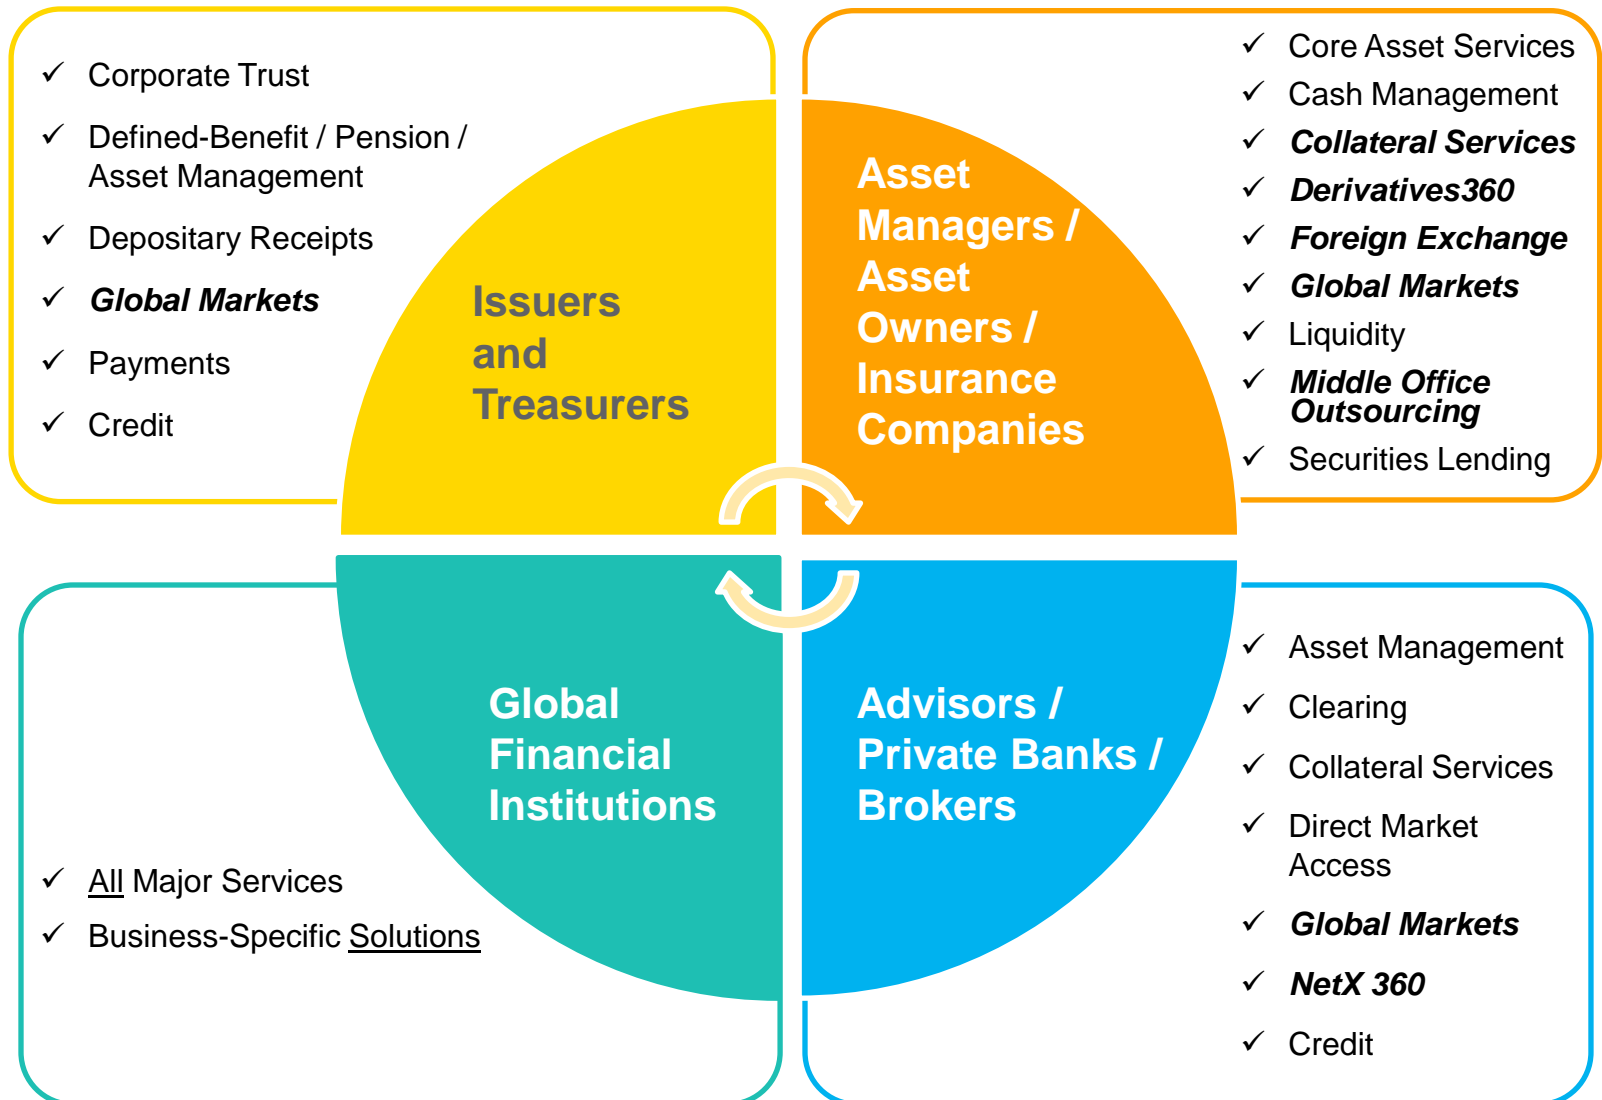 ✓ Corporate Trust
✓ Defined-Benefit / Pension /
Asset Management
✓ Depositary Receipts
✓ Global Markets
✓ Payments
✓ Credit
Issuers
and
Treasurers
Asset
Managers /
Asset
Owners /
Insurance
Companies
✓ Core Asset Services
✓ Cash Management
✓ Collateral Services
✓ Derivatives360
✓ Foreign Exchange
✓ Global Markets
✓ Liquidity
✓ Middle Office
Outsourcing
✓ Securities Lending
✓ All Major Services
✓ Business-Specific Solutions
Global
Financial
Institutions
Advisors /
Private Banks /
Brokers
✓ Asset Management
✓ Clearing
✓ Collateral Services
✓ Direct Market
Access
✓ Global Markets
✓ NetX 360
✓ Credit